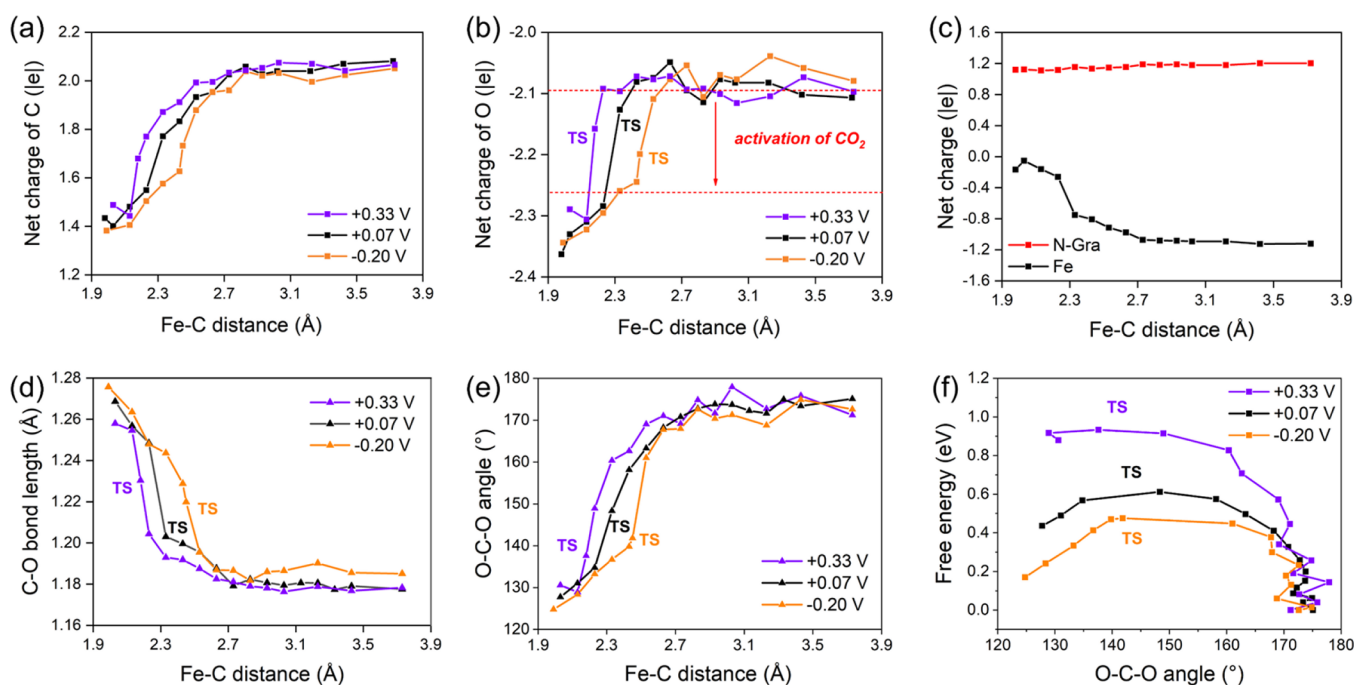 (a)
Net charge of C (|e|)
2.2
2.0
1.8
1.6
1.4
1.2
+0.33 V
+0.07 V
-0.20 V
1.9 2.3 2.7 3.1 3.5 3.9
Fe-C distance (Å)
(b)
Net charge of O (|e|)
-2.0
-2.1
-2.2
-2.3
-2.4
TS
TS
TS
activation of CO2
+0.33 V
+0.07 V
-0.20 V
1.9 2.3 2.7 3.1 3.5 3.9
Fe-C distance (Å)
(c)
Net charge (|e|)
1.6
1.2
0.8
0.4
0.0
-0.4
-0.8
-1.2
-1.6
N-Gra
Fe
1.9 2.3 2.7 3.1 3.5 3.9
Fe-C distance (Å)
(d)
C-O bond length (Å)
1.28
1.26
1.24
1.22
1.20
1.18
1.16
TS
TS
TS
+0.33 V
+0.07 V
-0.20 V
1.9 2.3 2.7 3.1 3.5 3.9
Fe-C distance (Å)
(e)
O-C-O angle (°)
180
170
160
150
140
130
120
TS
TS
TS
+0.33 V
+0.07 V
-0.20 V
1.9 2.3 2.7 3.1 3.5 3.9
Fe-C distance (Å)
(f)
Free energy (eV)
1.2
1.0
0.8
0.6
0.4
0.2
0.0
TS
TS
TS
+0.33 V
+0.07 V
-0.20 V
120 130 140 150 160 170 180
O-C-O angle (°)